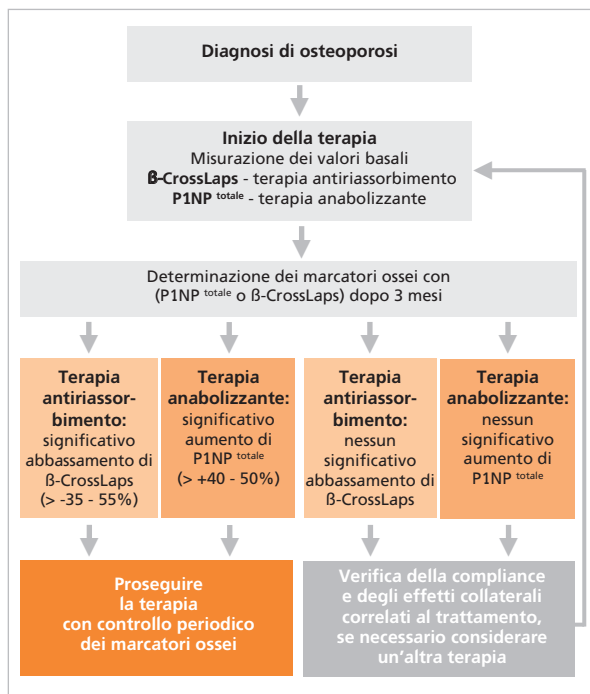 Diagnosi di osteoporosi
Inizio della terapia
Misurazione dei valori basali
ß-CrossLaps - terapia antiriassorbimento
P1NP totale - terapia anabolizzante
Determinazione dei marcatori ossei con
(P1NP totale o ß-CrossLaps) dopo 3 mesi
Terapia
antiriassor-
bimento:
significativo
abbassamento di
ß-CrossLaps
(> -35 - 55%)
Terapia
anabolizzante:
significativo
aumento di
P1NP totale
(> +40 - 50%)
Terapia
antiriassor-
bimento:
nessun
significativo
abbassamento di
ß-CrossLaps
Terapia
anabolizzante:
nessun
significativo
aumento di
P1NP totale
Proseguire
la terapia
con controllo periodico
dei marcatori ossei
Verifica della compliance
e degli effetti collaterali
correlati al trattamento,
se necessario considerare
un'altra terapia